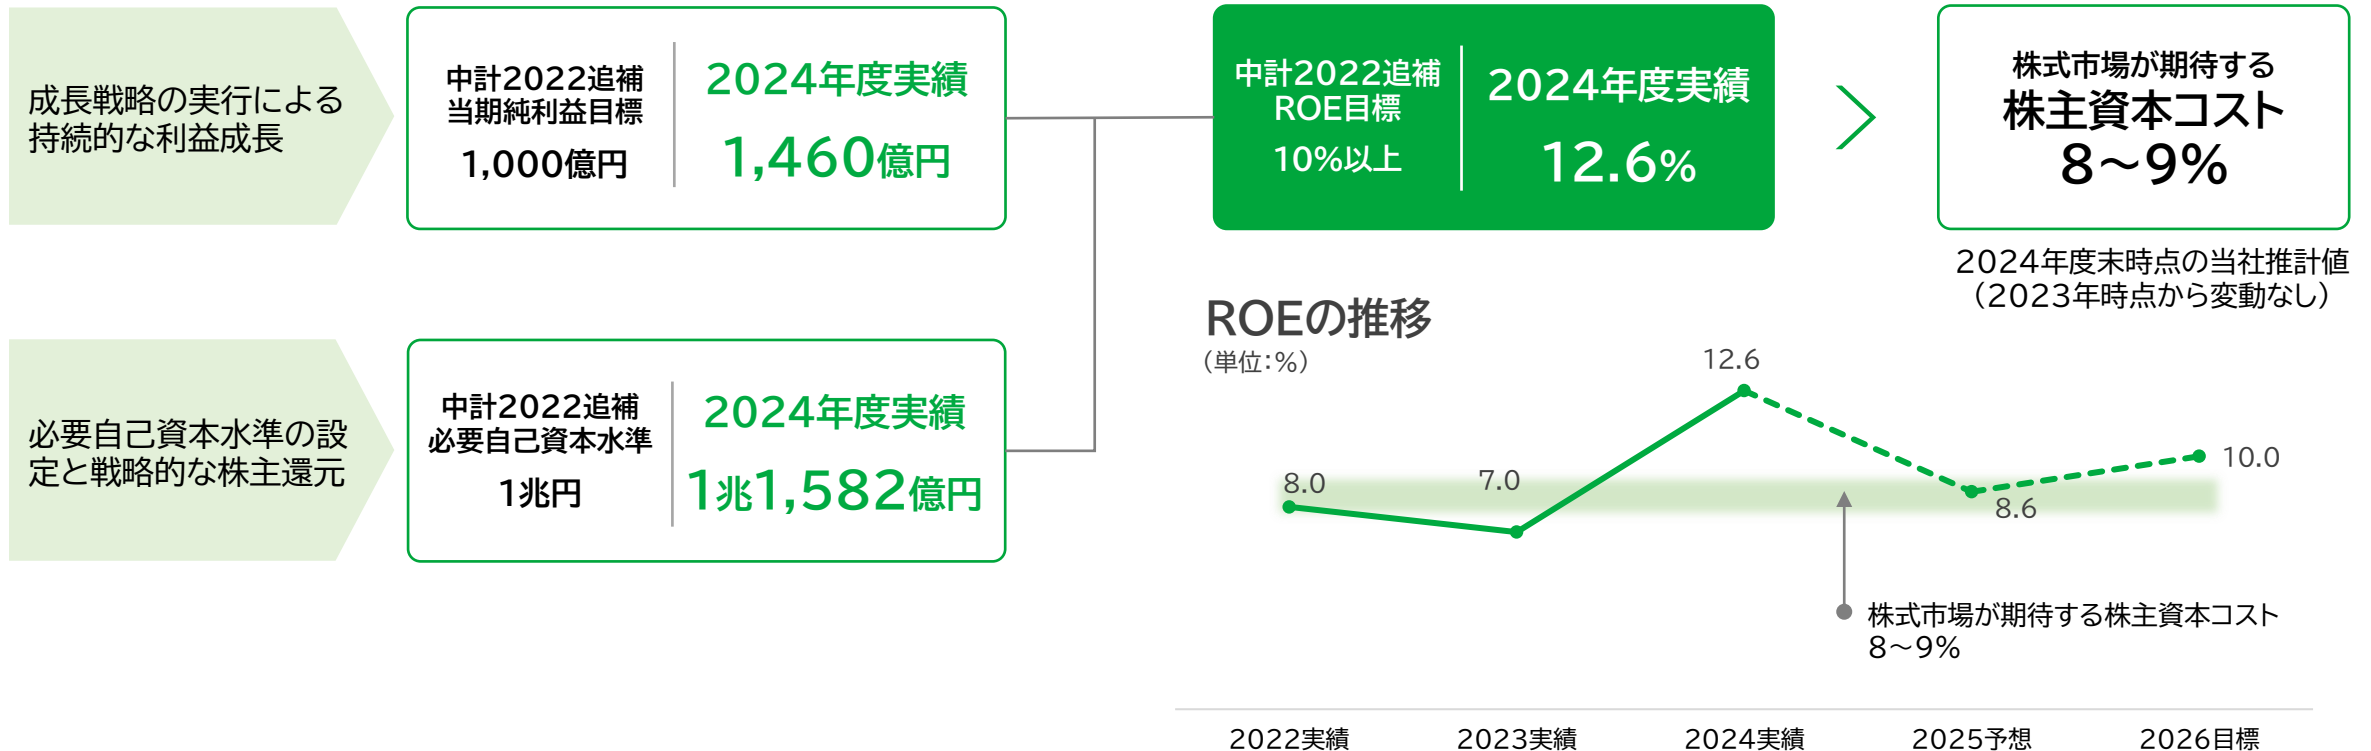 成長戦略の実行による
持続的な利益成長
中計2022追補
当期純利益目標
1,000億円
2024年度実績
1,460億円
中計2022追補
ROE目標
10%以上
2024年度実績
12.6%
株式市場が期待する
株主資本コスト
8～9%
2024年度末時点の当社推計値
（2023年時点から変動なし）
必要自己資本水準の設
定と戦略的な株主還元
中計2022追補
必要自己資本水準
1兆円
2024年度実績
1兆1,582億円
ROEの推移
（単位：%）
8.0
7.0
12.6
8.6
10.0
株式市場が期待する株主資本コスト
8～9%
2022実績
2023実績
2024実績
2025予想
2026目標